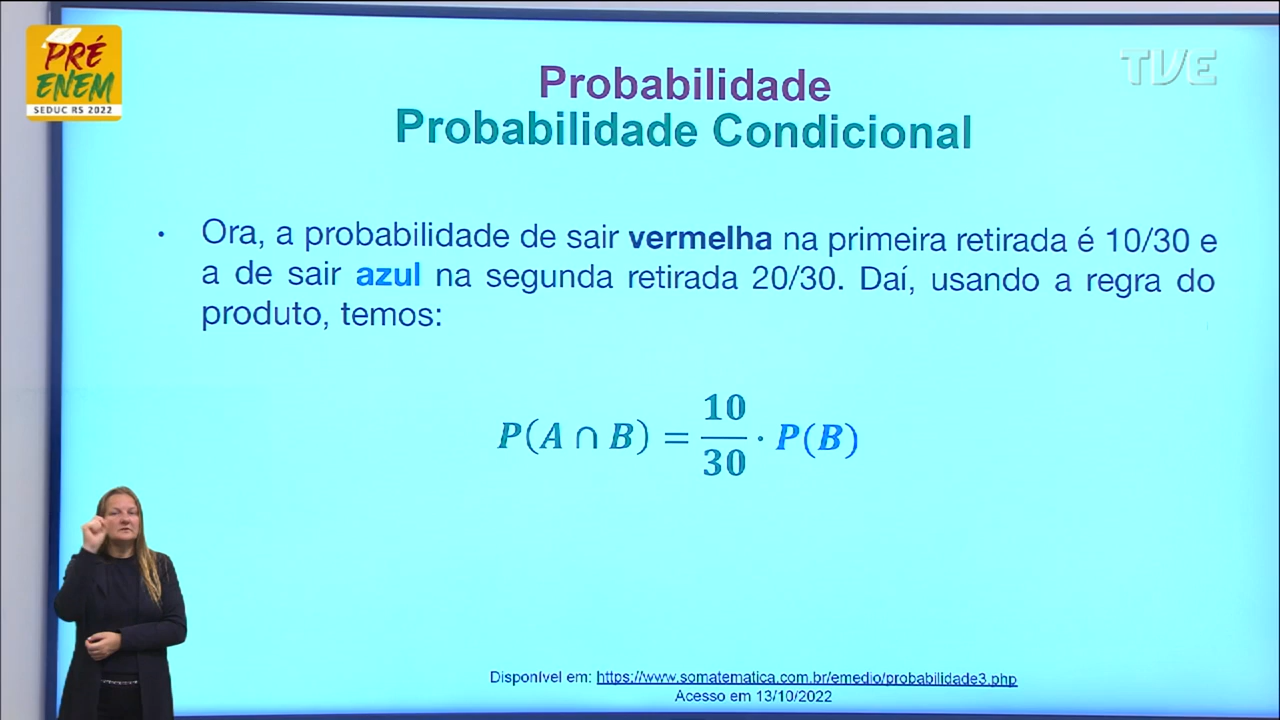 PRÉ
ENEM
SEDUC RS 2022
TVE
Probabilidade
Probabilidade Condicional
• Ora, a probabilidade de sair vermelha na primeira retirada é 10/30 e
a de sair azul na segunda retirada 20/30. Daí, usando a regra do
produto, temos:
P(A ∩ B) = 10/30 · P(B)
Disponível em: https://www.somatematica.com.br/emedio/probabilidade3.php
Acesso em 13/10/2022